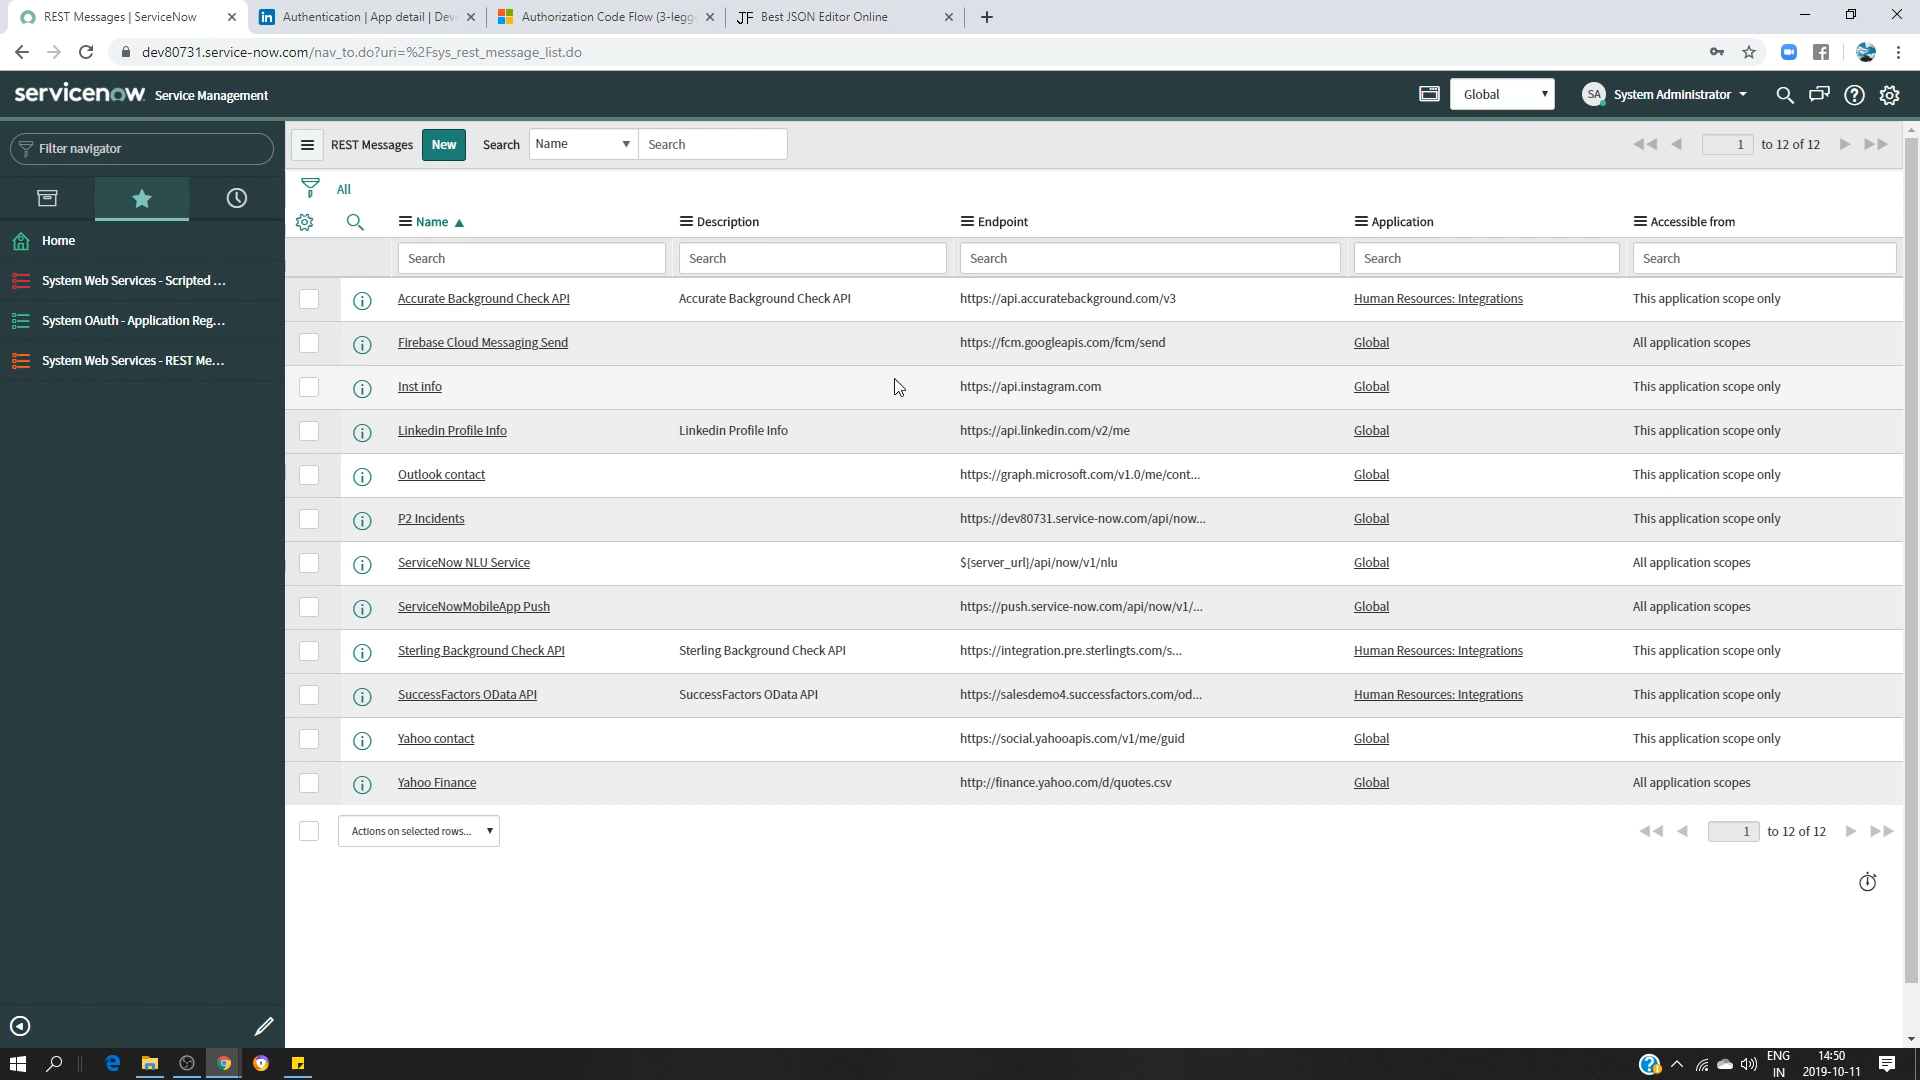 REST Messages | ServiceNow
Authentication | App detail | Dev
Authorization Code Flow (3-legg
JF Best JSON Editor Online
dev80731.service-now.com/nav_to.do?uri=%2Fsys_rest_message_list.do
servicenow Service Management
Global
SA System Administrator
Filter navigator
REST Messages New Search Name Search
1 to 12 of 12
All
Home
System Web Services - Scripted ...
System OAuth - Application Reg...
System Web Services - REST Me...
Name Description Endpoint Application Accessible from
Search Search Search Search Search
Accurate Background Check API Accurate Background Check API https://api.accuratebackground.com/v3 Human Resources: Integrations This application scope only
Firebase Cloud Messaging Send https://fcm.googleapis.com/fcm/send Global All application scopes
Inst info https://api.instagram.com Global This application scope only
Linkedin Profile Info Linkedin Profile Info https://api.linkedin.com/v2/me Global This application scope only
Outlook contact https://graph.microsoft.com/v1.0/me/cont... Global This application scope only
P2 Incidents https://dev80731.service-now.com/api/now... Global This application scope only
ServiceNow NLU Service ${server_url}/api/now/v1/nlu Global All application scopes
ServiceNowMobileApp Push https://push.service-now.com/api/now/v1/... Global All application scopes
Sterling Background Check API Sterling Background Check API https://integration.pre.sterlingts.com/s... Human Resources: Integrations This application scope only
SuccessFactors OData API SuccessFactors OData API https://salesdemo4.successfactors.com/od... Human Resources: Integrations This application scope only
Yahoo contact https://social.yahooapis.com/v1/me/guid Global This application scope only
Yahoo Finance http://finance.yahoo.com/d/quotes.csv Global All application scopes
Actions on selected rows...
1 to 12 of 12
ENG 14:50
IN 2019-10-11